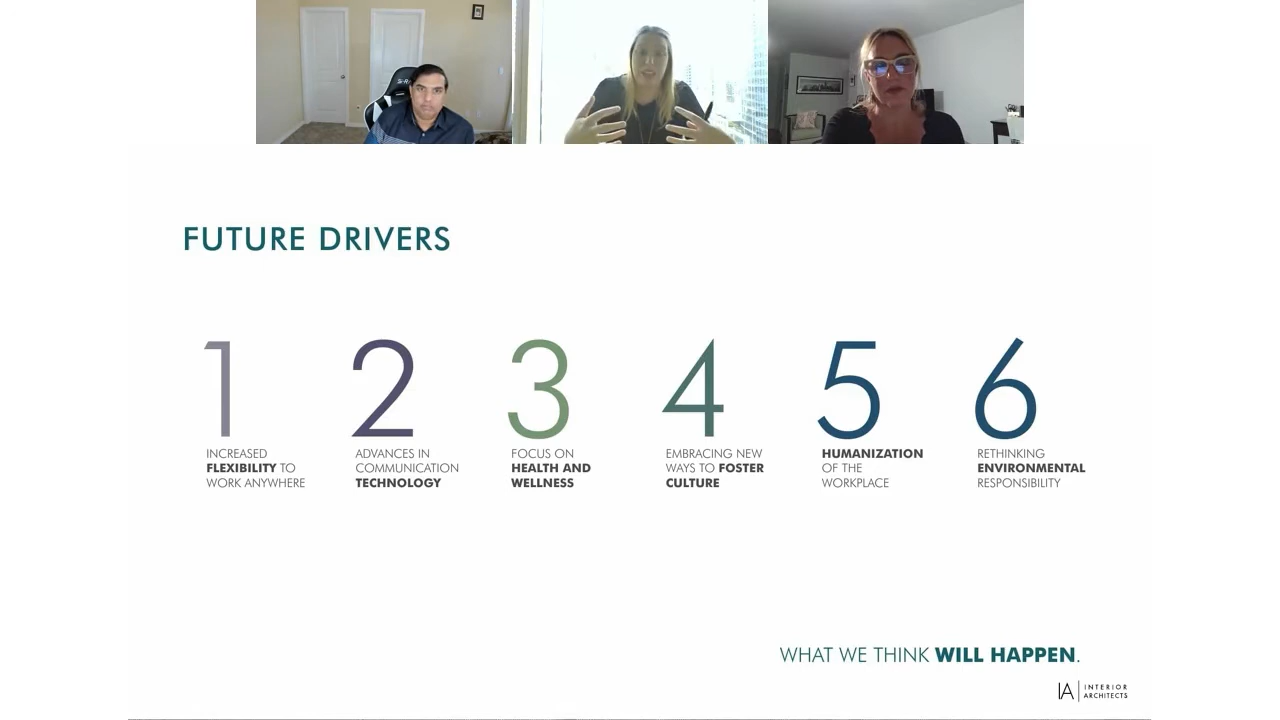 FUTURE DRIVERS
1
INCREASED
FLEXIBILITY TO
WORK ANYWHERE
2
ADVANCES IN
COMMUNICATION
TECHNOLOGY
3
FOCUS ON
HEALTH AND
WELLNESS
4
EMBRACING NEW
WAYS TO FOSTER
CULTURE
5
HUMANIZATION
OF THE
WORKPLACE
6
RETHINKING
ENVIRONMENTAL
RESPONSIBILITY
WHAT WE THINK WILL HAPPEN.
IA INTERIOR
ARCHITECTS